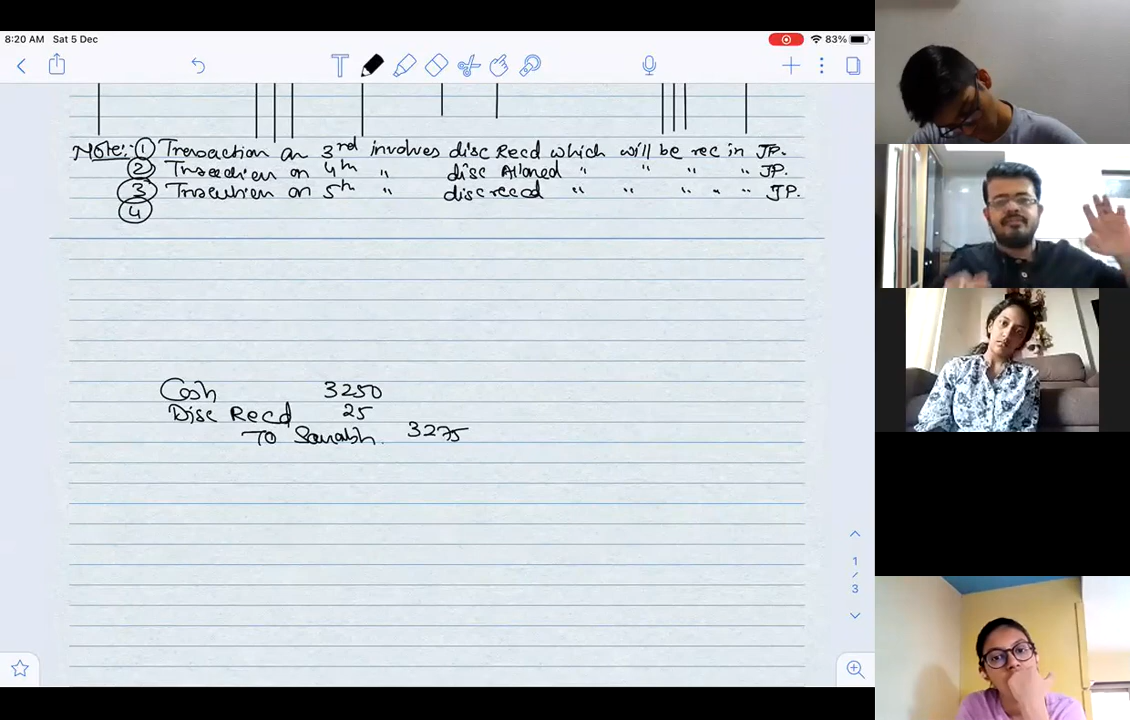 8:20 AM Sat 5 Dec 83%
T
Note:- ① Transaction on 3rd involves disc Recd which will be rec in JP.
② on 4th " disc Allowed " " " " JP.
③ on 5th " disc recd " " " " " JP.
④
1
/
3
Cash 3250
Disc Recd 25
TO Saurabh. 3275